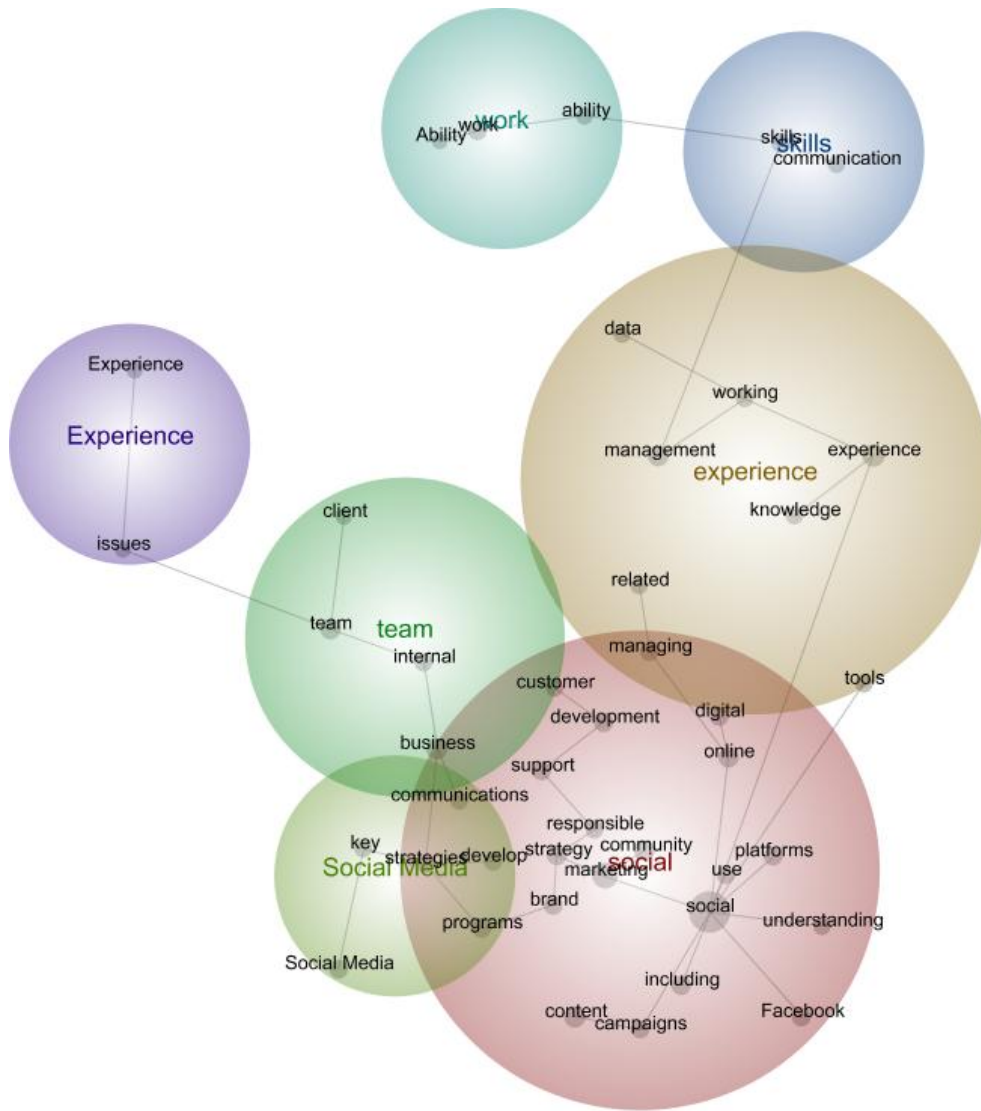 ability
work
work
Ability
skills
skills
communication
data
Experience
working
Experience
management
experience
experience
client
knowledge
issues
related
team
team
internal
managing
customer
tools
development
digital
business
online
support
communications
responsible
key
strategies
develop
strategy
community
platforms
Social Media
social
marketing
use
brand
social
programs
understanding
Social Media
including
content
campaigns
Facebook